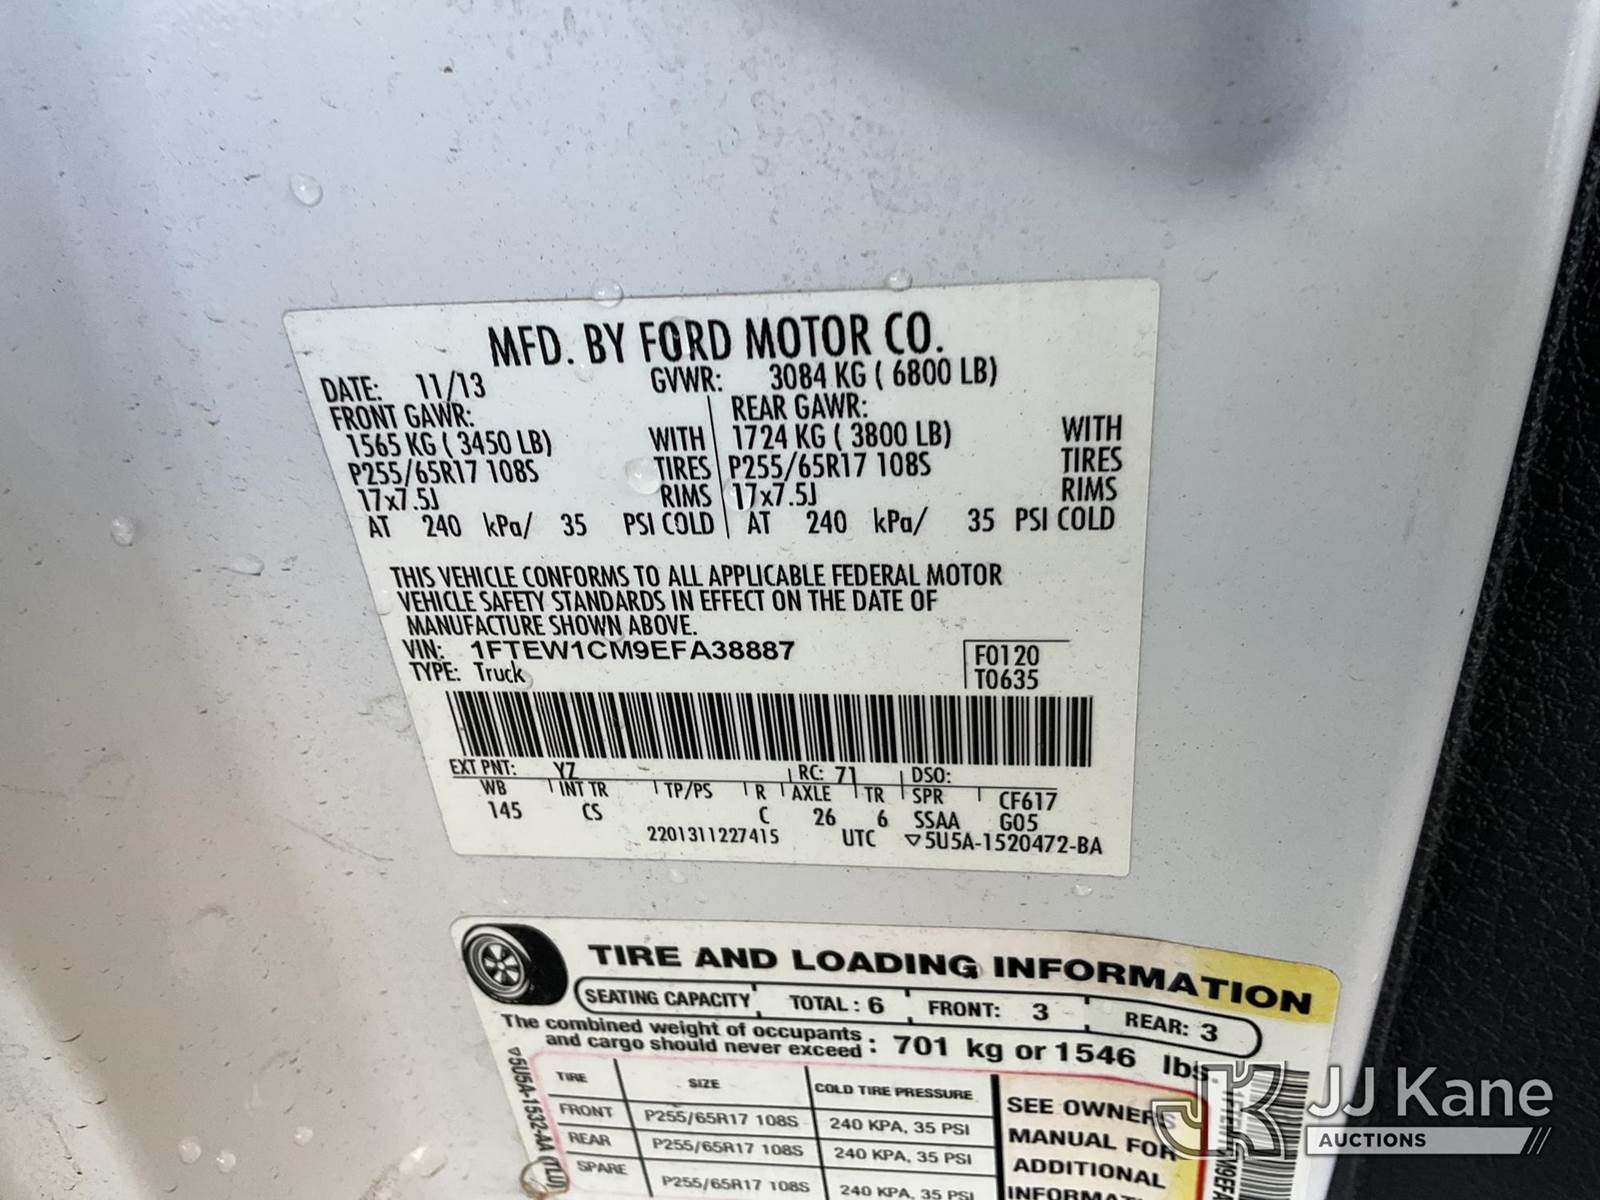 MFD. BY FORD MOTOR CO.
DATE: 11/13 GVWR: 3084 KG ( 6800 LB)
FRONT GAWR: REAR GAWR:
1565 KG ( 3450 LB) WITH 1724 KG ( 3800 LB) WITH
P255/65R17 108S TIRES P255/65R17 108S TIRES
17x7.5J RIMS 17x7.5J RIMS
AT 240 kPa/ 35 PSI COLD AT 240 kPa/ 35 PSI COLD
THIS VEHICLE CONFORMS TO ALL APPLICABLE FEDERAL MOTOR
VEHICLE SAFETY STANDARDS IN EFFECT ON THE DATE OF
MANUFACTURE SHOWN ABOVE.
VIN: 1FTEW1CM9EFA38887 F0120
TYPE: Truck T0635
EXT PNT: YZ RC: 71 DSO:
WB INT TR TP/PS R AXLE TR SPR CF617
145 CS C 26 6 SSAA G05
2201311227415 UTC ▽5U5A-1520472-BA
TIRE AND LOADING INFORMATION
SEATING CAPACITY TOTAL : 6 FRONT: 3 REAR: 3
The combined weight of occupants
and cargo should never exceed : 701 kg or 1546 lbs.
TIRE SIZE COLD TIRE PRESSURE
FRONT P255/65R17 108S 240 KPA, 35 PSI
REAR P255/65R17 108S 240 KPA, 35 PSI
SPARE P255/65R17 108S 240 KPA, 35 PSI
SEE OWNERS
MANUAL FOR
ADDITIONAL
▽5U5A-1532-AA (TLU)
JJ Kane
AUCTIONS